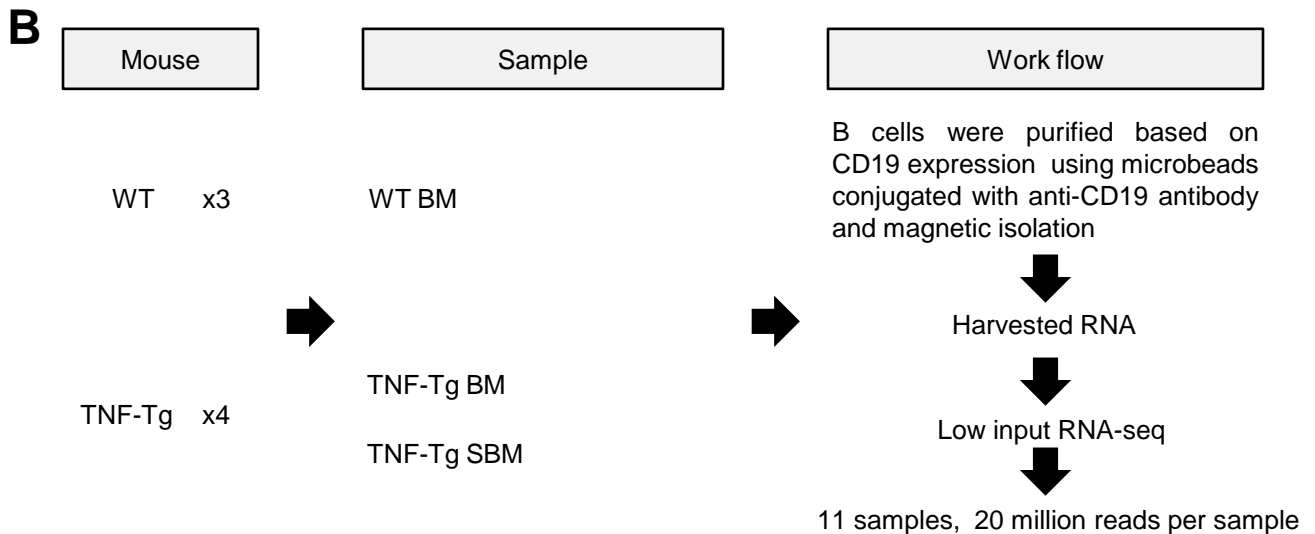 B
Mouse
Sample
Work flow
WT x3
WT BM
B cells were purified based on
CD19 expression using microbeads
conjugated with anti-CD19 antibody
and magnetic isolation
Harvested RNA
TNF-Tg x4
TNF-Tg BM
TNF-Tg SBM
Low input RNA-seq
11 samples, 20 million reads per sample